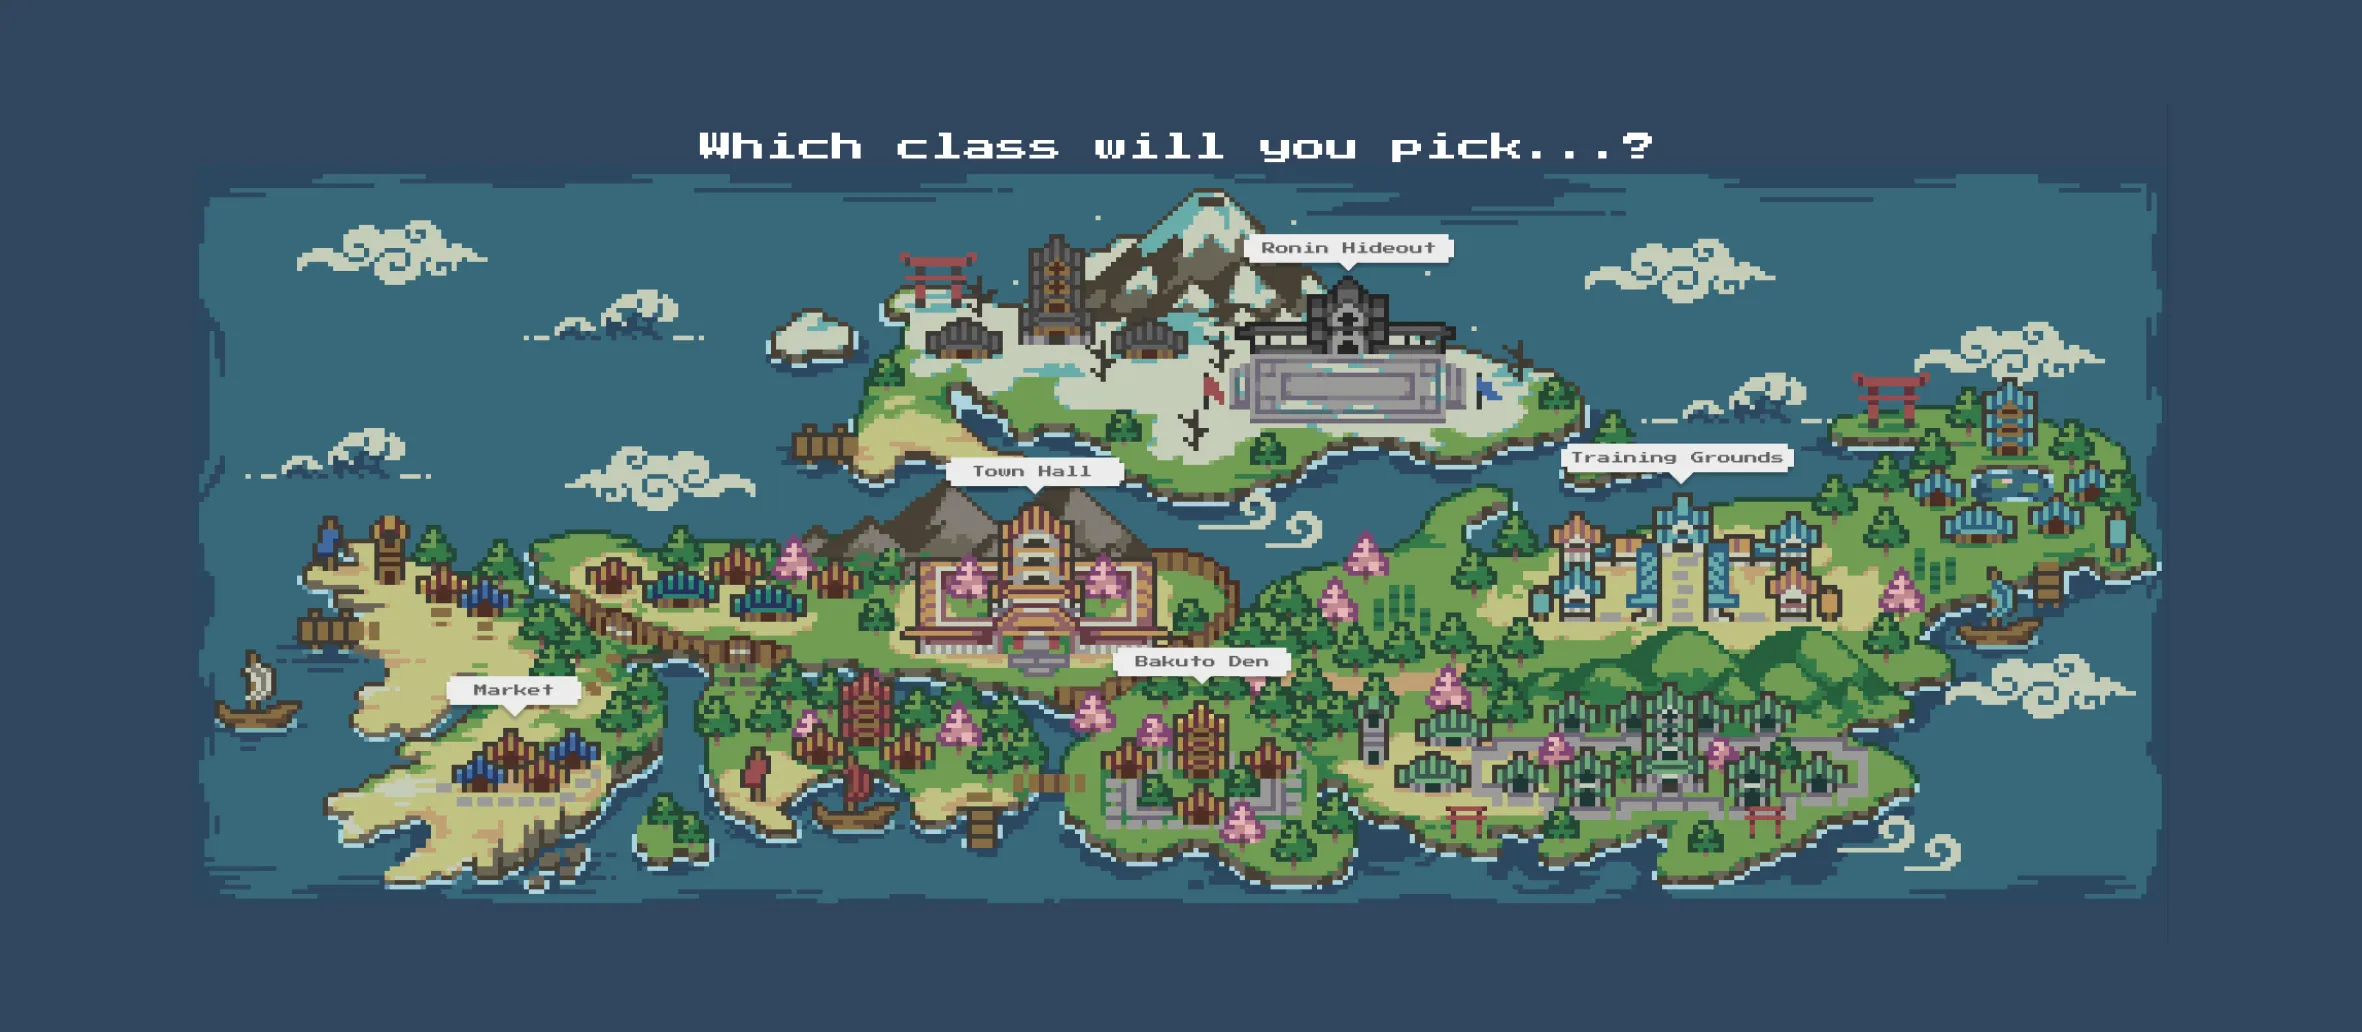 Which class will you pick...?
Ronin Hideout
Training Grounds
Town Hall
Bakuto Den
Market